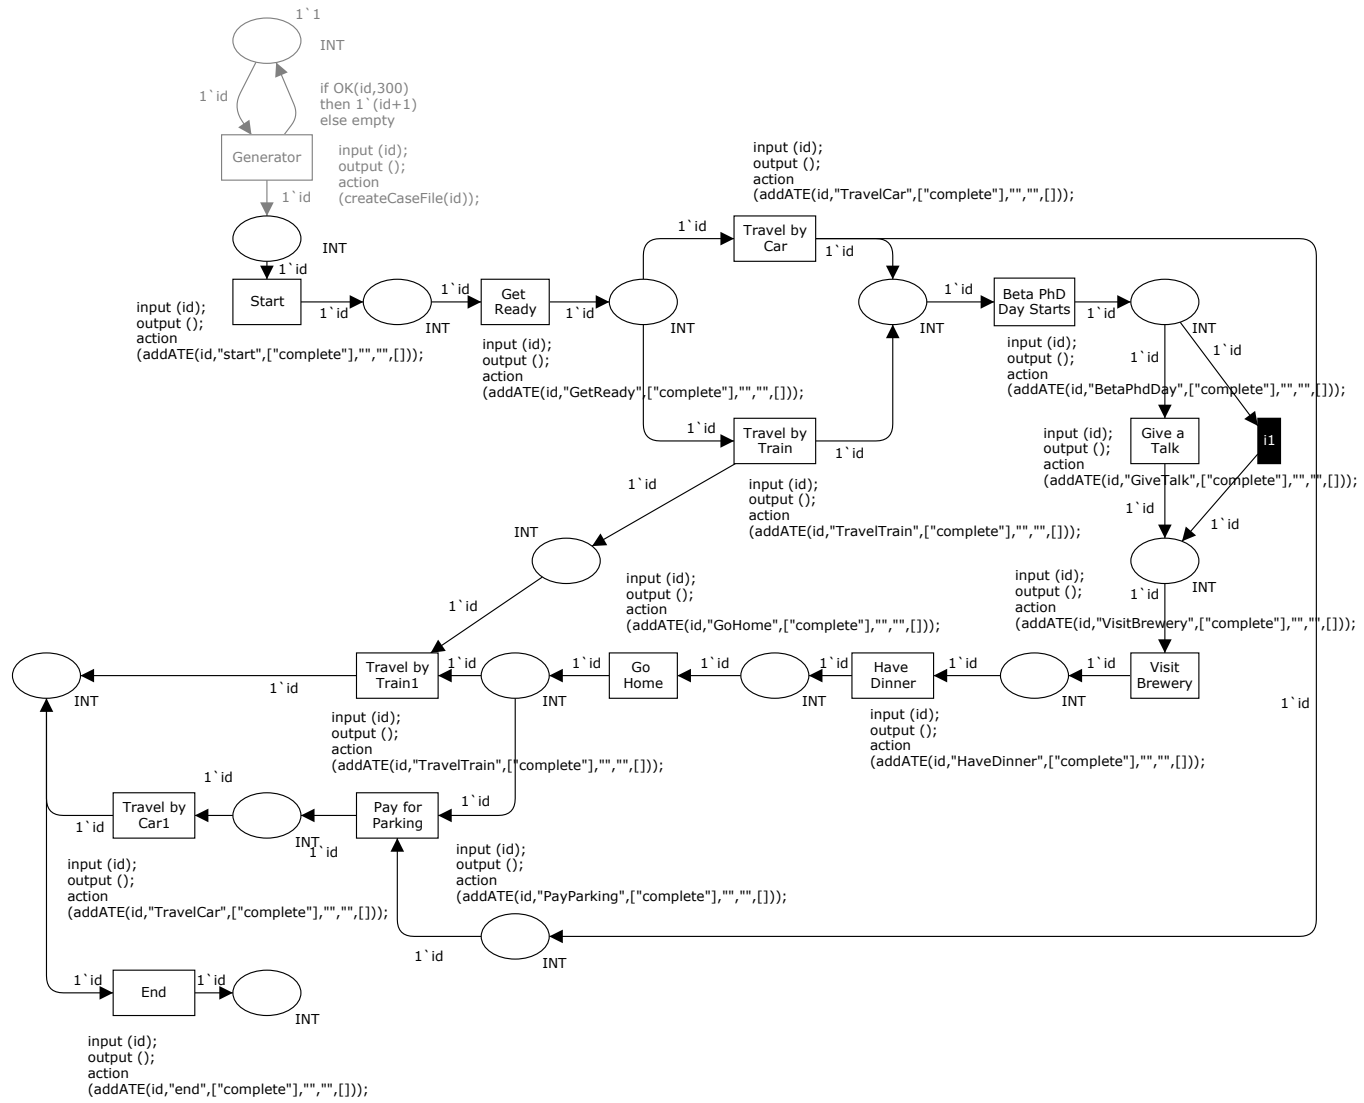 1`1
INT
1`id
if OK(id,300)
then 1`(id+1)
else empty
Generator
input (id);
output ();
action
(createCaseFile(id));
1`id
INT
1`id
Start
1`id
input (id);
output ();
action
(addATE(id,"start",["complete"],"","",[]));
INT
1`id
Get
Ready
1`id
input (id);
output ();
action
(addATE(id,"GetReady",["complete"],"","",[]));
INT
1`id
input (id);
output ();
action
(addATE(id,"TravelCar",["complete"],"","",[]));
Travel by
Car
1`id
1`id
Travel by
Train
1`id
input (id);
output ();
action
(addATE(id,"TravelTrain",["complete"],"","",[]));
INT
1`id
Beta PhD
Day Starts
1`id
input (id);
output ();
action
(addATE(id,"BetaPhdDay",["complete"],"","",[]));
INT
1`id
1`id
Give a
Talk
i1
input (id);
output ();
action
(addATE(id,"GiveTalk",["complete"],"","",[]));
1`id
1`id
INT
1`id
input (id);
output ();
action
(addATE(id,"VisitBrewery",["complete"],"","",[]));
Visit
Brewery
1`id
INT
1`id
Have
Dinner
1`id
input (id);
output ();
action
(addATE(id,"HaveDinner",["complete"],"","",[]));
INT
1`id
Go
Home
1`id
input (id);
output ();
action
(addATE(id,"GoHome",["complete"],"","",[]));
INT
1`id
1`id
INT
1`id
Travel by
Train1
1`id
input (id);
output ();
action
(addATE(id,"TravelTrain",["complete"],"","",[]));
INT
1`id
1`id
Pay for
Parking
1`id
input (id);
output ();
action
(addATE(id,"PayParking",["complete"],"","",[]));
INT
1`id
Travel by
Car1
1`id
input (id);
output ();
action
(addATE(id,"TravelCar",["complete"],"","",[]));
1`id
INT
1`id
End
1`id
INT
input (id);
output ();
action
(addATE(id,"end",["complete"],"","",[]));